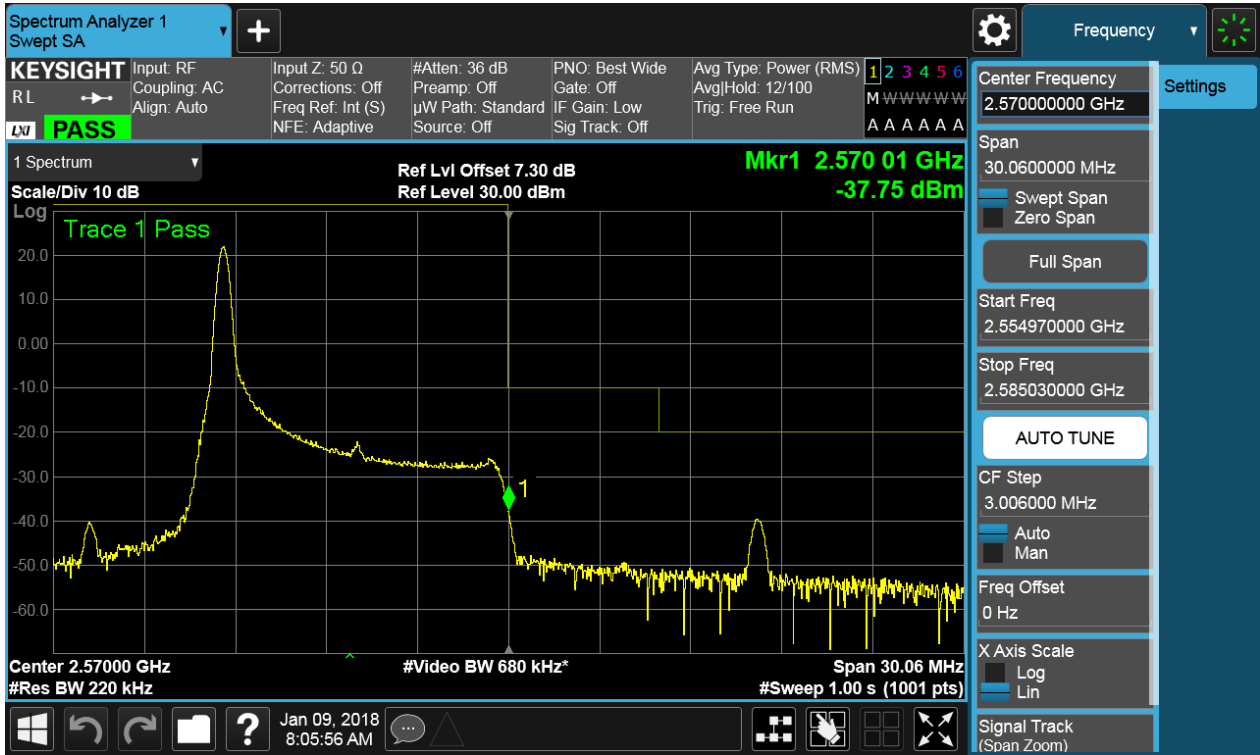 Spectrum Analyzer 1
Swept SA
+
Frequency
KEYSIGHT
RL
LXI PASS
Input: RF
Coupling: AC
Align: Auto
Input Z: 50 Ω
Corrections: Off
Freq Ref: Int (S)
NFE: Adaptive
#Atten: 36 dB
Preamp: Off
µW Path: Standard
Source: Off
PNO: Best Wide
Gate: Off
IF Gain: Low
Sig Track: Off
Avg Type: Power (RMS)
Avg|Hold: 12/100
Trig: Free Run
1 2 3 4 5 6
M W W W W W
A A A A A A
1 Spectrum
Scale/Div 10 dB
Ref Lvl Offset 7.30 dB
Ref Level 30.00 dBm
Mkr1 2.570 01 GHz
-37.75 dBm
Log
Trace 1 Pass
20.0
10.0
0.00
-10.0
-20.0
-30.0
-40.0
-50.0
-60.0
1
Center 2.57000 GHz
#Video BW 680 kHz*
Span 30.06 MHz
#Res BW 220 kHz
#Sweep 1.00 s (1001 pts)
Center Frequency
2.570000000 GHz
Settings
Span
30.0600000 MHz
Swept Span
Zero Span
Full Span
Start Freq
2.554970000 GHz
Stop Freq
2.585030000 GHz
AUTO TUNE
CF Step
3.006000 MHz
Auto
Man
Freq Offset
0 Hz
X Axis Scale
Log
Lin
Signal Track
(Span Zoom)
?
Jan 09, 2018
8:05:56 AM